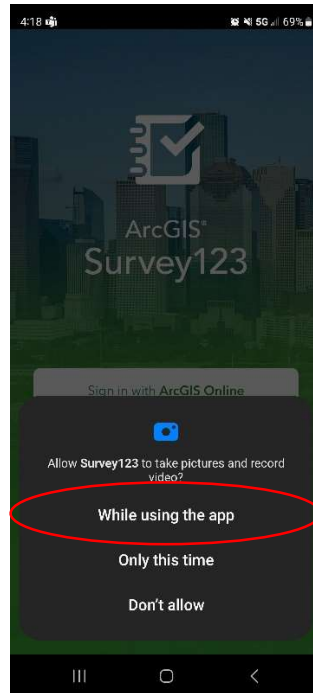 4:18 5G 69%
ArcGIS®
Survey123
Sign in with ArcGIS Online
Allow Survey123 to take pictures and record
video?
While using the app
Only this time
Don't allow